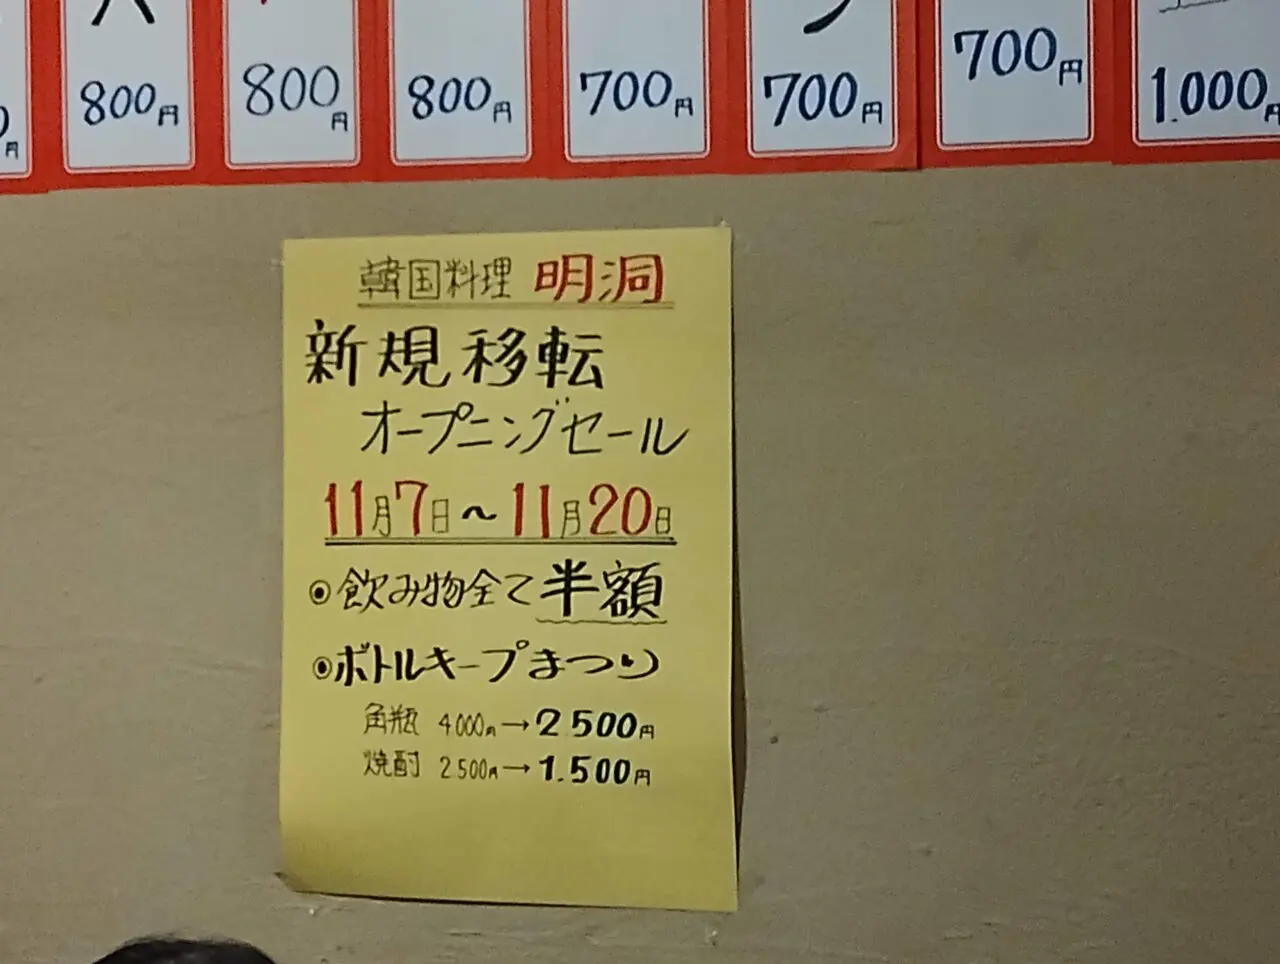 800円
800円
800円
700円
700円
700円
1.000円
韓国料理 明洞
新規移転
オープニングセール
11月7日〜11月20日
◉飲み物全て半額
◉ボトルキープまつり
角瓶 4000円→2500円
焼酎 2500円→1.500円